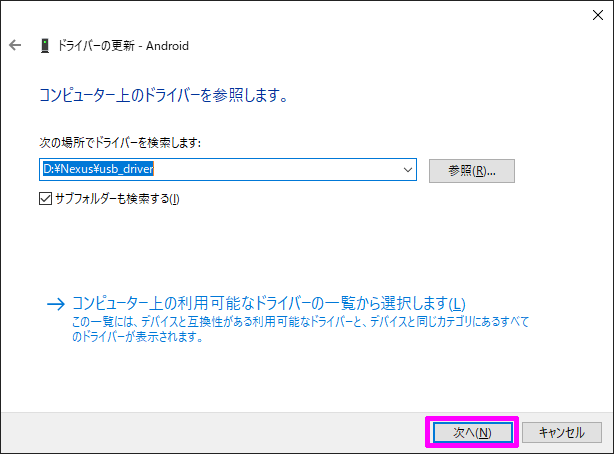 ドライバーの更新 - Android
コンピューター上のドライバーを参照します。
次の場所でドライバーを検索します:
D:¥Nexus¥usb_driver
参照(R)...
サブフォルダーも検索する(I)
コンピューター上の利用可能なドライバーの一覧から選択します(L)
この一覧には、デバイスと互換性がある利用可能なドライバーと、デバイスと同じカテゴリにあるすべて
のドライバーが表示されます。
次へ(N)
キャンセル